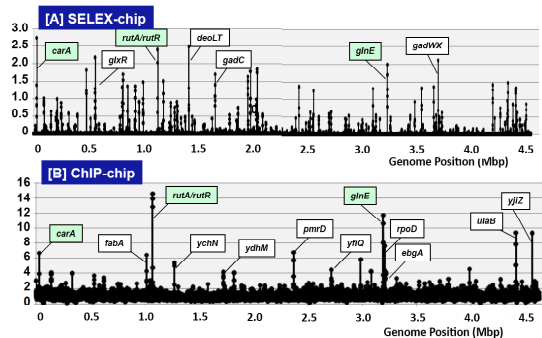 [A] SELEX-chip
3.0
2.5
2.0
1.5
1.0
0.5
0
carA
glxR
rutA/rutR
deoLT
gadC
glnE
gadWX
0 0.5 1.0 1.5 2.0 2.5 3.0 3.5 4.0 4.5
Genome Position (Mbp)
[B] ChIP-chip
16
14
12
10
8
6
4
2
0
carA
fabA
rutA/rutR
ychN
ydhM
pmrD
yfiQ
glnE
rpoD
ebgA
yjiZ
0 0.5 1.0 1.5 2.0 2.5 3.0 3.5 4.0 4.5
Genome Position (Mbp)